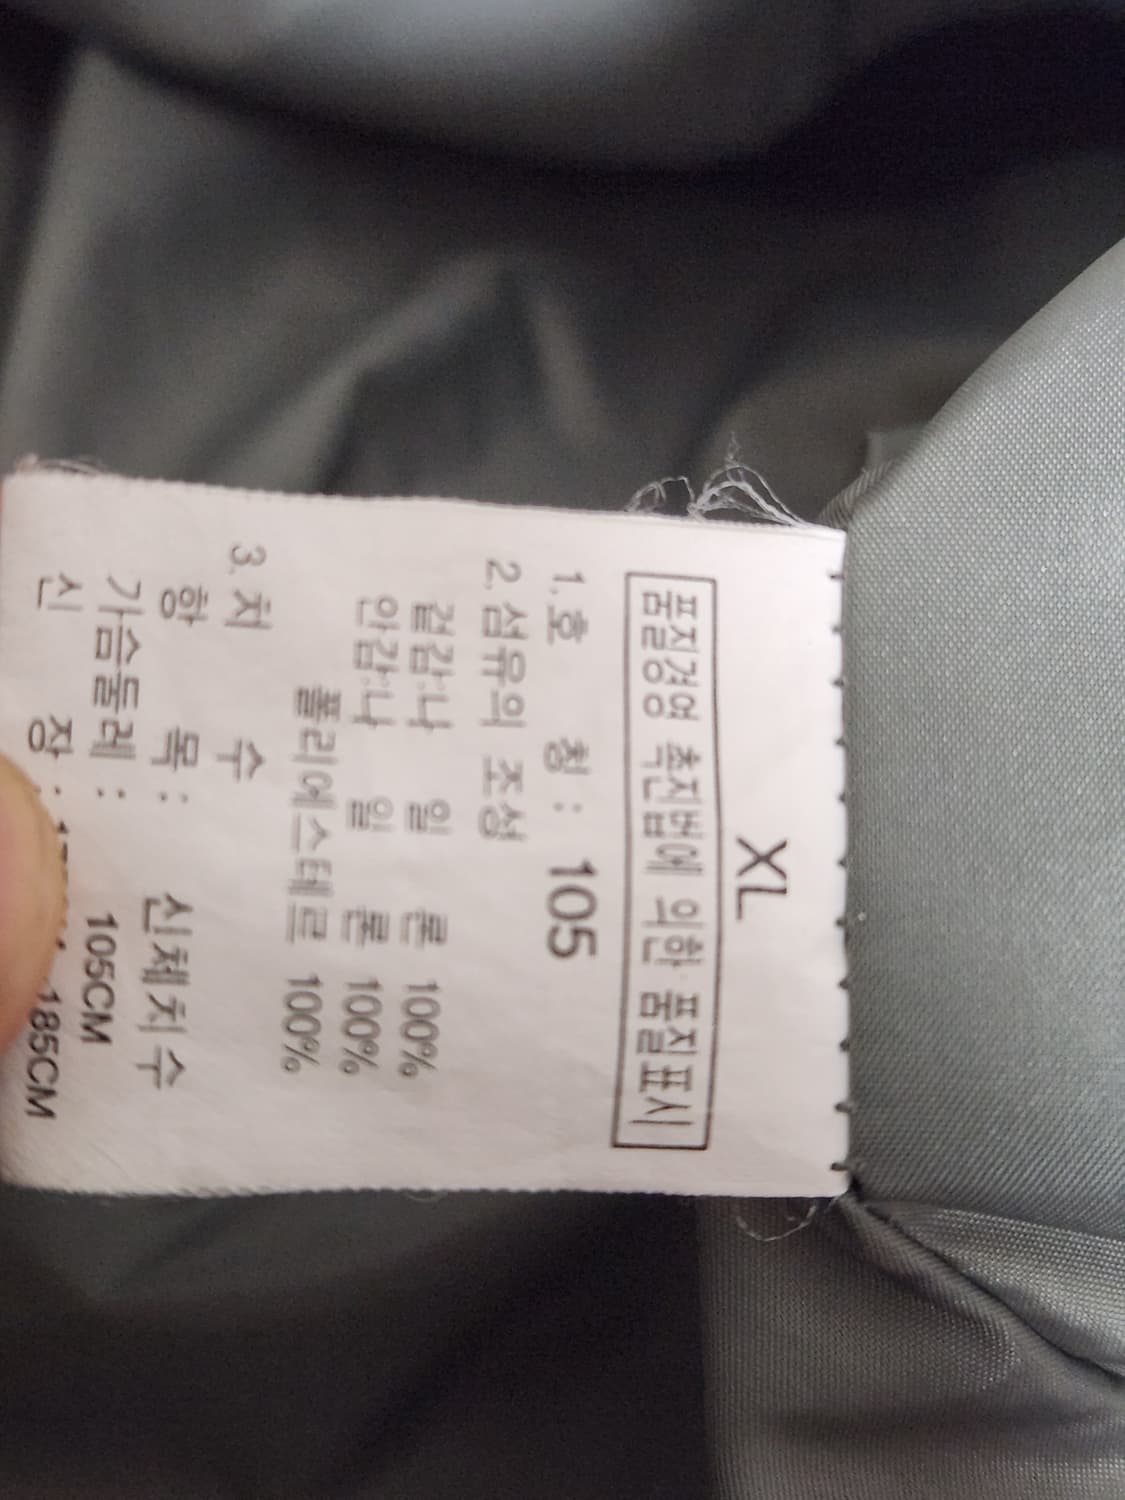 XL
품질경영 촉진법에 의한 품질표시
1. 호 칭 : 105
2. 섬유의 조성
겉감:나 일 론 100%
안감:나 일 론 100%
폴리에스테르 100%
3. 치 수
항 목 : 신체치수
가슴둘레 : 105CM
신 장 : 185CM